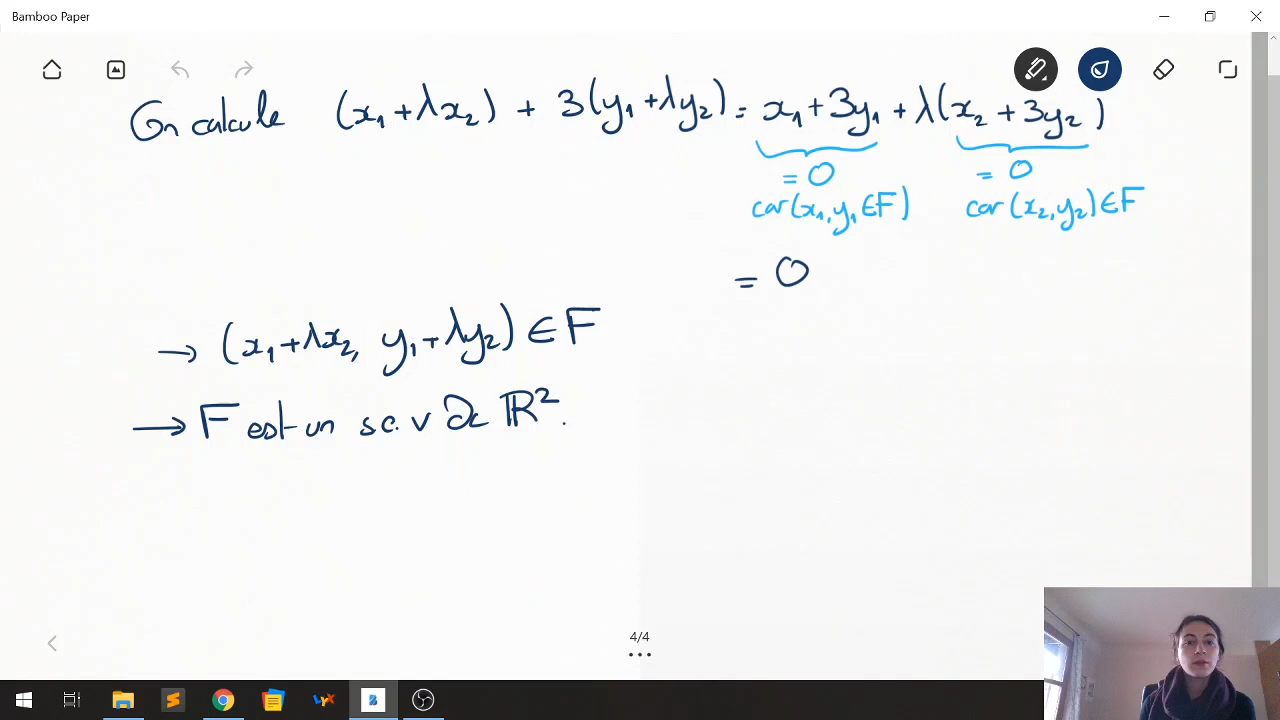 Bamboo Paper
On calcule (x₁+λx₂) + 3(y₁+λy₂) = x₁+3y₁ + λ(x₂+3y₂)
= 0 = 0
car(x₁,y₁∈F) car(x₂,y₂)∈F
= 0
→ (x₁+λx₂, y₁+λy₂) ∈ F
→ F est un s.e.v de ℝ².
4/4